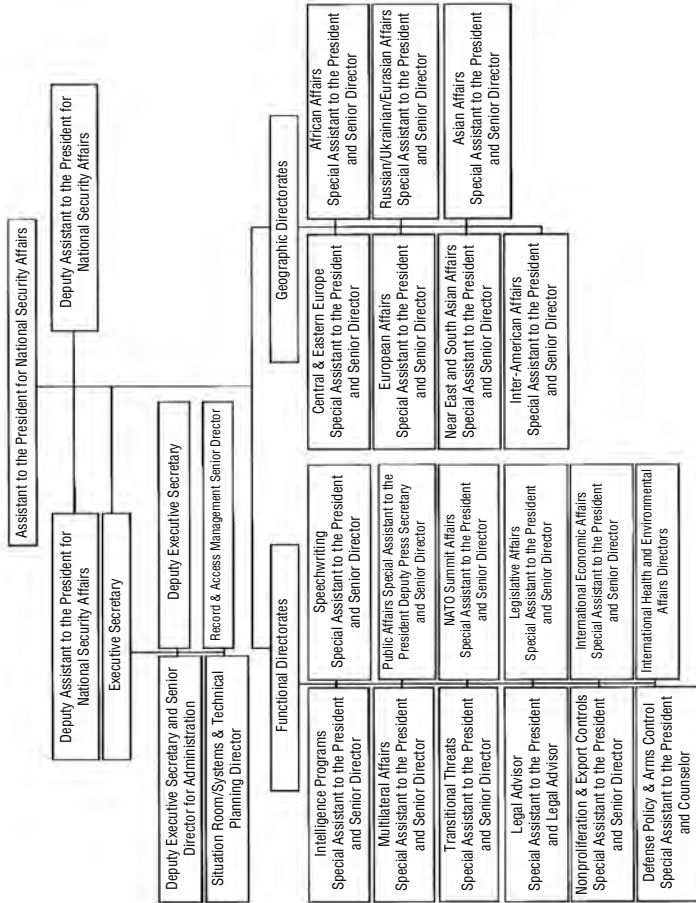 Assistant to the President for National Security Affairs
Deputy Assistant to the President for
National Security Affairs
Deputy Assistant to the President for
National Security Affairs
Executive Secretary
Deputy Executive Secretary and Senior
Director for Administration
Deputy Executive Secretary
Situation Room/Systems & Technical
Planning Director
Record & Access Management Senior Director
Functional Directorates
Intelligence Programs
Special Assistant to the President
and Senior Director
Speechwriting
Special Assistant to the President
and Senior Director
Multilateral Affairs
Special Assistant to the President
and Senior Director
Public Affairs Special Assistant to the
President Deputy Press Secretary
and Senior Director
Transitional Threats
Special Assistant to the President
and Senior Director
NATO Summit Affairs
Special Assistant to the President
and Senior Director
Legal Advisor
Special Assistant to the President
and Legal Advisor
Legislative Affairs
Special Assistant to the President
and Senior Director
Nonproliferation & Export Controls
Special Assistant to the President
and Senior Director
International Economic Affairs
Special Assistant to the President
and Senior Director
Defense Policy & Arms Control
Special Assistant to the President
and Counselor
International Health and Environmental
Affairs Directors
Geographic Directorates
Central & Eastern Europe
Special Assistant to the President
and Senior Director
African Affairs
Special Assistant to the President
and Senior Director
European Affairs
Special Assistant to the President
and Senior Director
Russian/Ukrainian/Eurasian Affairs
Special Assistant to the President
and Senior Director
Near East and South Asian Affairs
Special Assistant to the President
and Senior Director
Asian Affairs
Special Assistant to the President
and Senior Director
Inter-American Affairs
Special Assistant to the President
and Senior Director